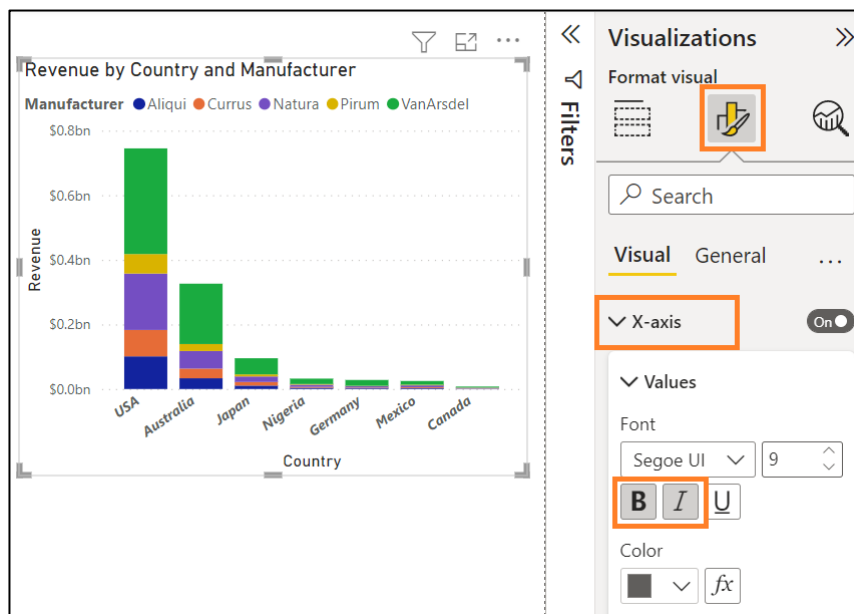 Revenue by Country and Manufacturer
Manufacturer Aliqui Currus Natura Pirum VanArsdel
$0.8bn
$0.6bn
$0.4bn
$0.2bn
$0.0bn
Revenue
USA Australia Japan Nigeria Germany Mexico Canada
Country
Filters
Visualizations
Format visual
Search
Visual General
X-axis On
Values
Font
Segoe UI 9
B I U
Color
fx